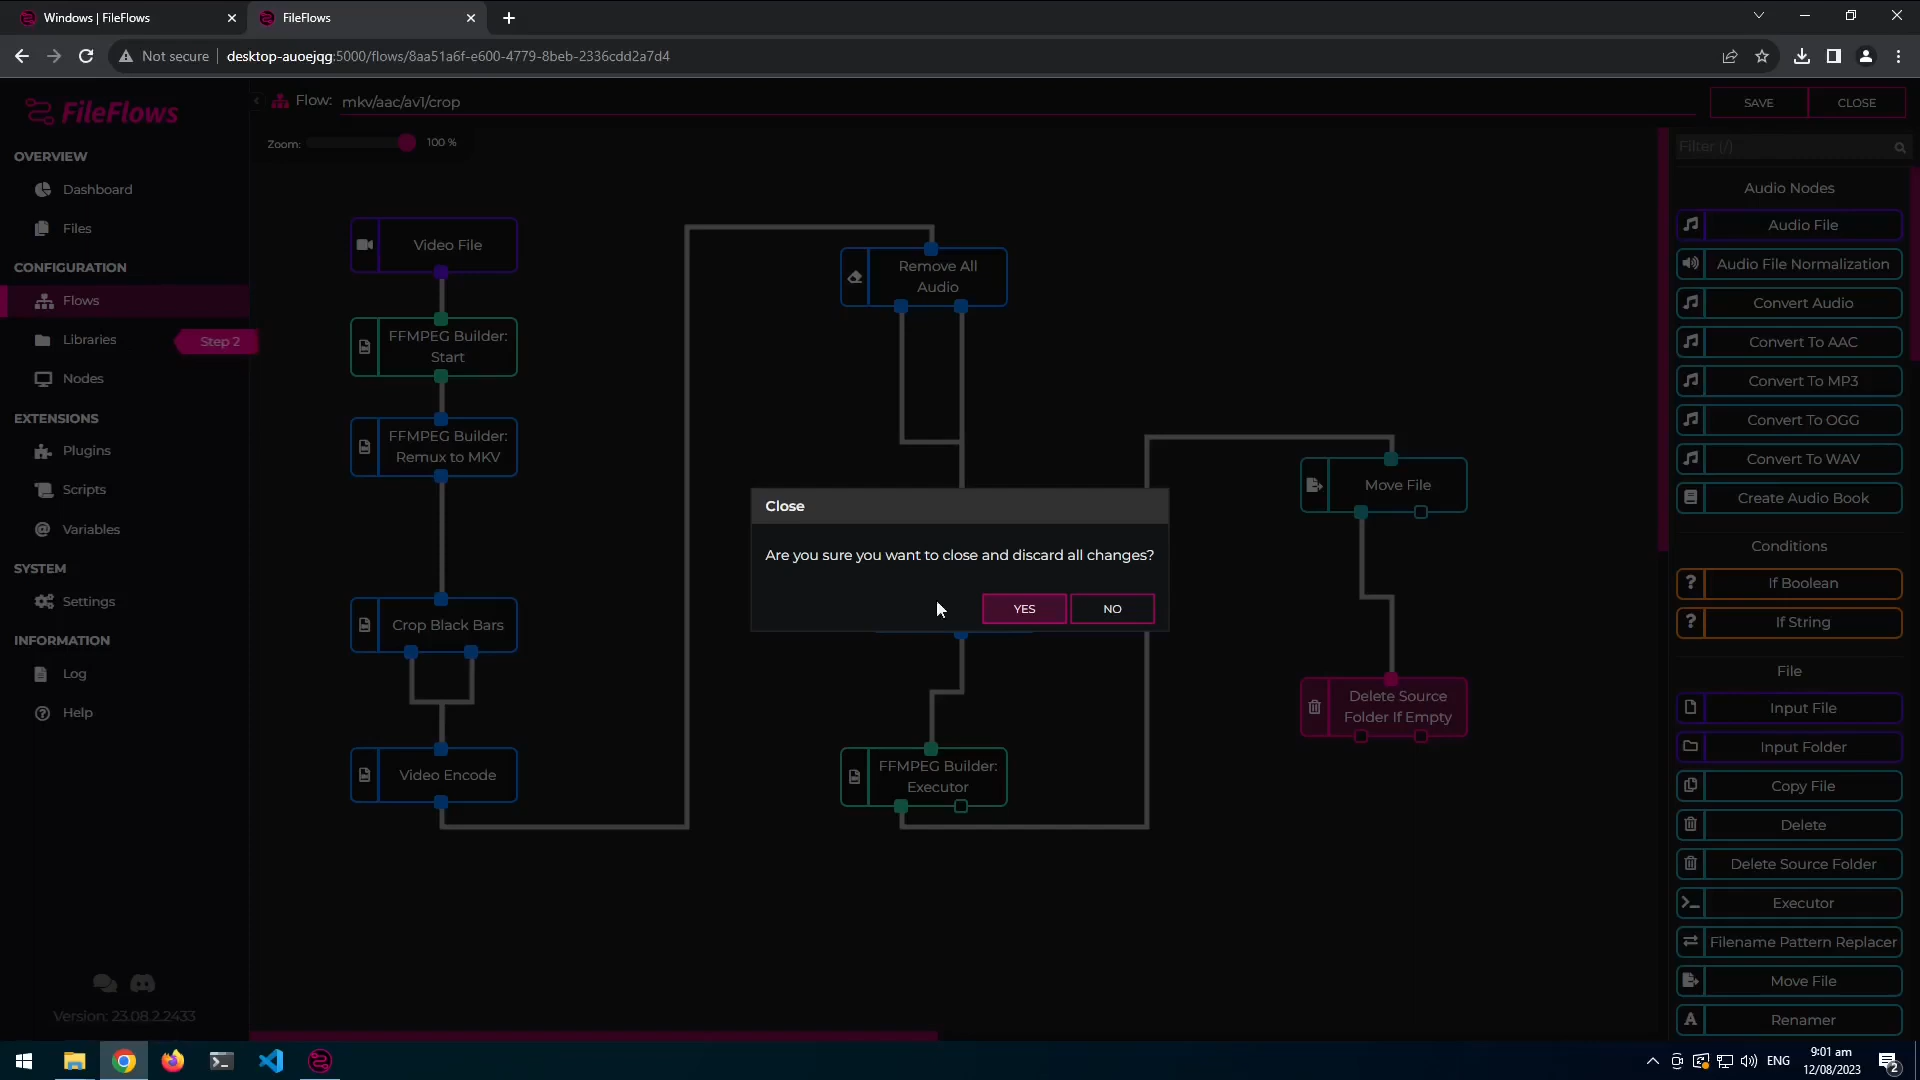 Windows | FileFlows
FileFlows
Not secure
desktop-auoejqg:5000/flows/8aa51a6f-e600-4779-8beb-2336cdd2a7d4
FileFlows
OVERVIEW
Dashboard
Files
CONFIGURATION
Flows
Libraries
Step 2
Nodes
EXTENSIONS
Plugins
Scripts
Variables
SYSTEM
Settings
INFORMATION
Log
Help
Version: 23.08.2.2433
Flow: mkv/aac/av1/crop
SAVE
CLOSE
Zoom:
100 %
Video File
FFMPEG Builder:
Start
FFMPEG Builder:
Remux to MKV
Crop Black Bars
Video Encode
Remove All
Audio
FFMPEG Builder:
Executor
Move File
Delete Source
Folder If Empty
Close
Are you sure you want to close and discard all changes?
YES
NO
Filter (/)
Audio Nodes
Audio File
Audio File Normalization
Convert Audio
Convert To AAC
Convert To MP3
Convert To OGG
Convert To WAV
Create Audio Book
Conditions
If Boolean
If String
File
Input File
Input Folder
Copy File
Delete
Delete Source Folder
Executor
Filename Pattern Replacer
Move File
Renamer
ENG
9:01 am
12/08/2023
2